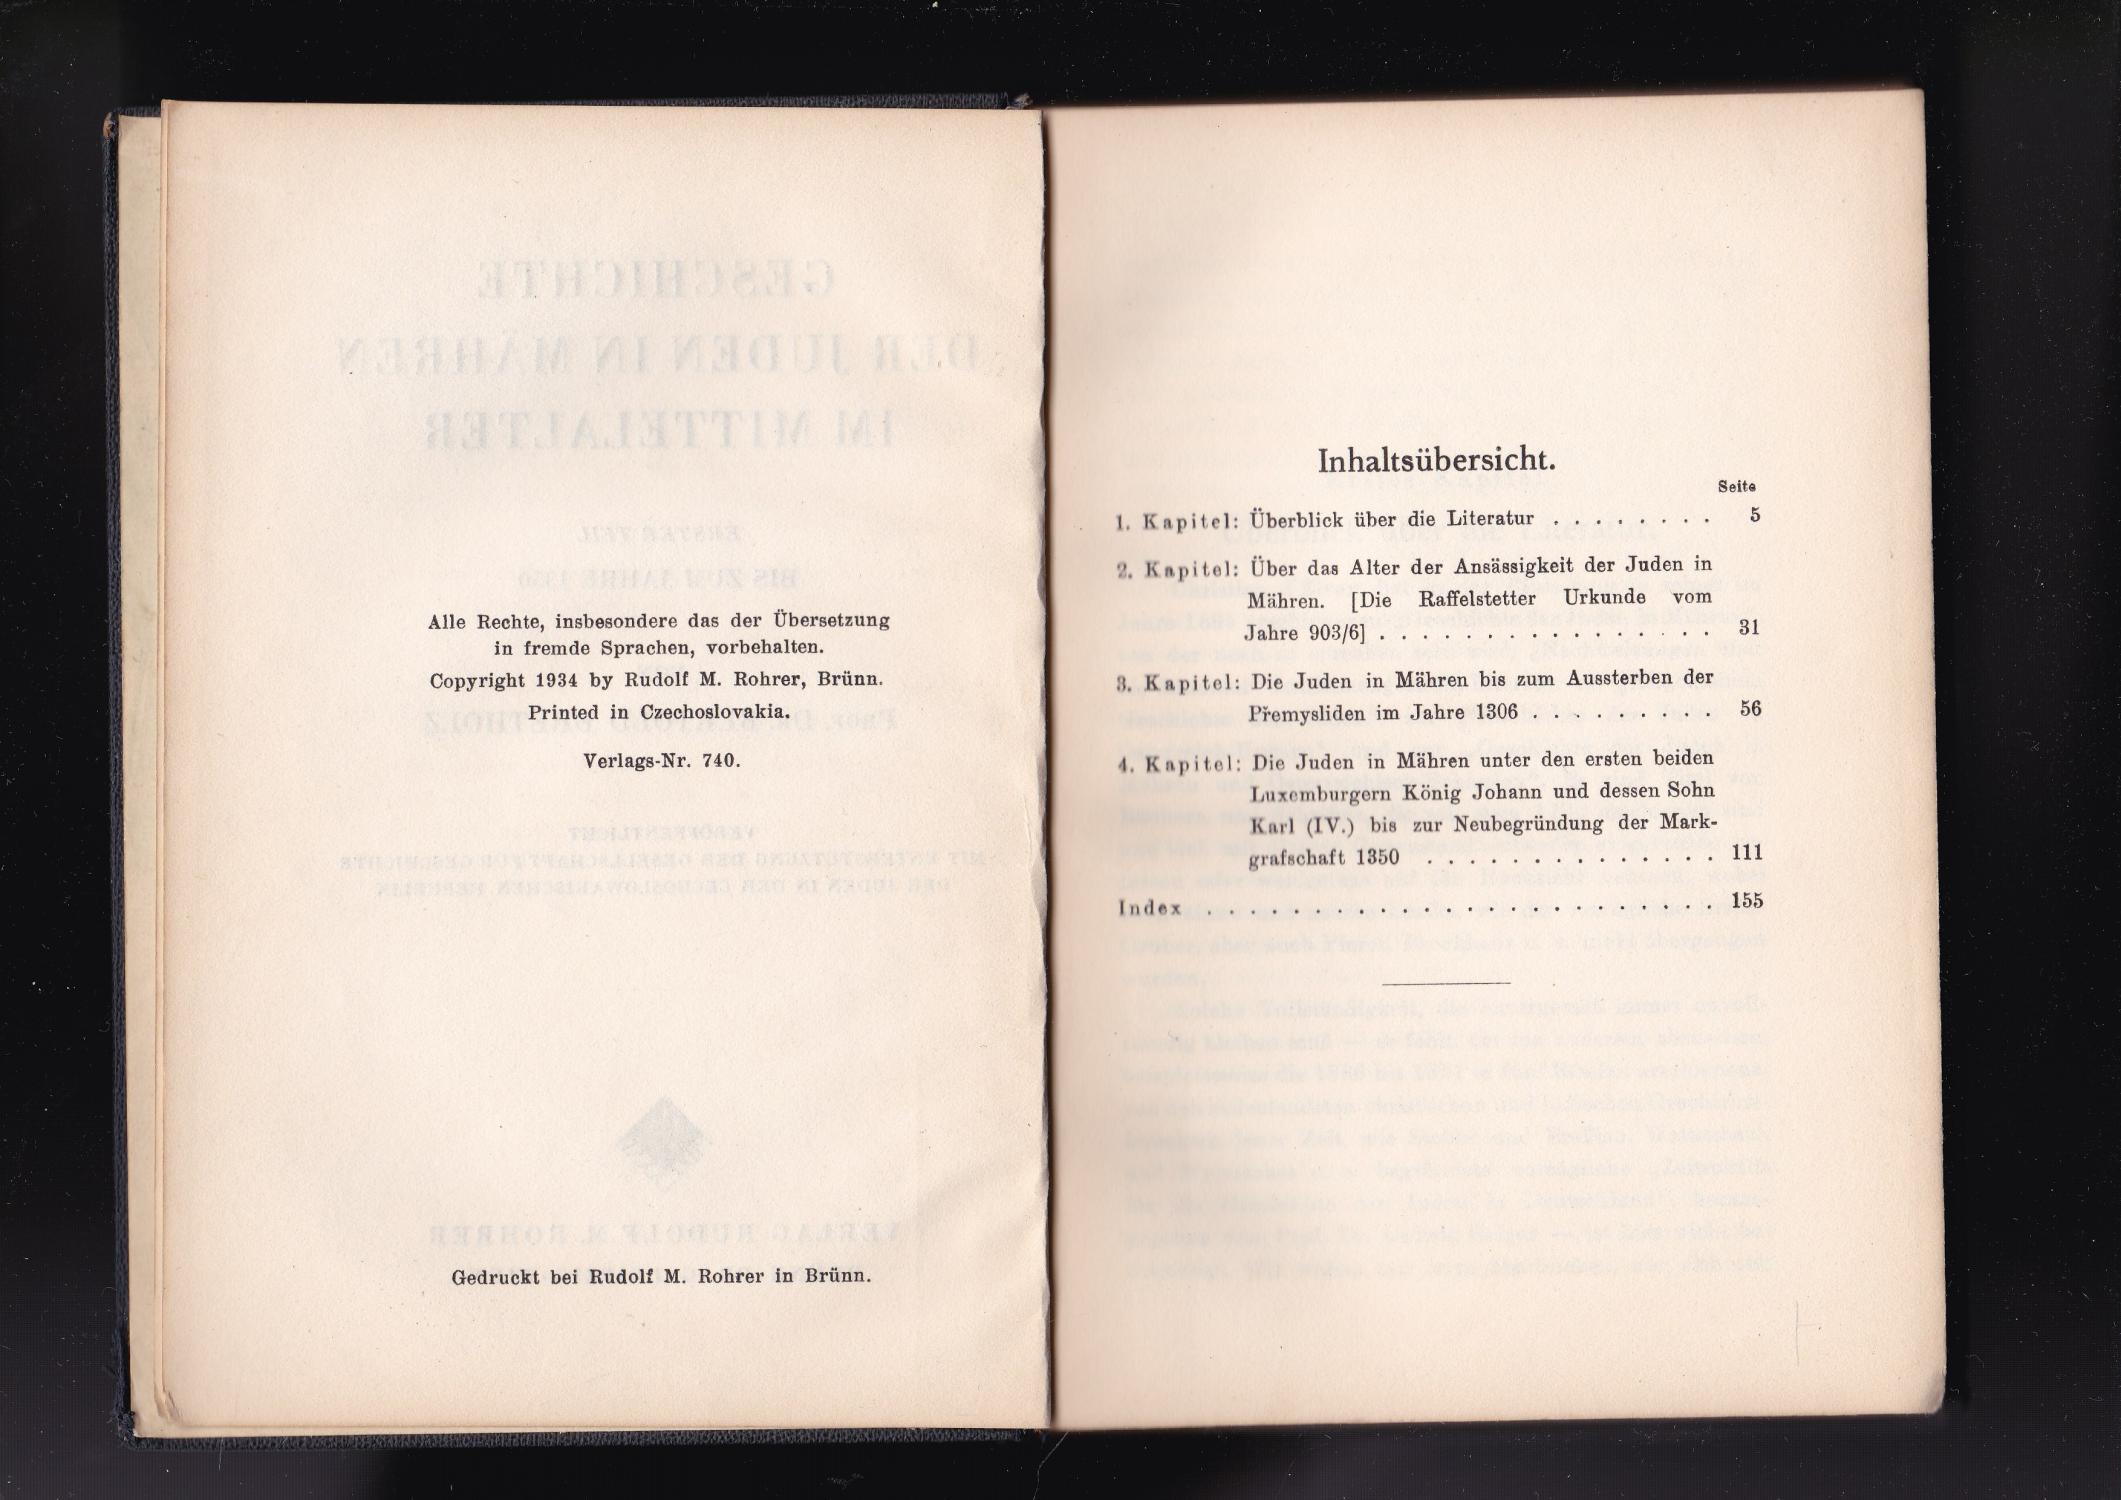 Alle Rechte, insbesondere das der Übersetzung
in fremde Sprachen, vorbehalten.
Copyright 1934 by Rudolf M. Rohrer, Brünn.
Printed in Czechoslovakia.
Verlags-Nr. 740.
Gedruckt bei Rudolf M. Rohrer in Brünn.
Inhaltsübersicht.
Seite
1. Kapitel: Überblick über die Literatur . . . . . . . . 5
2. Kapitel: Über das Alter der Ansässigkeit der Juden in
Mähren. [Die Raffelstetter Urkunde vom
Jahre 903/6] . . . . . . . . . . . . . . . . 31
3. Kapitel: Die Juden in Mähren bis zum Aussterben der
Přemysliden im Jahre 1306 . . . . . . . . . 56
4. Kapitel: Die Juden in Mähren unter den ersten beiden
Luxemburgern König Johann und dessen Sohn
Karl (IV.) bis zur Neubegründung der Mark-
grafschaft 1350 . . . . . . . . . . . . . . 111
Index . . . . . . . . . . . . . . . . . . . . . . . . 155